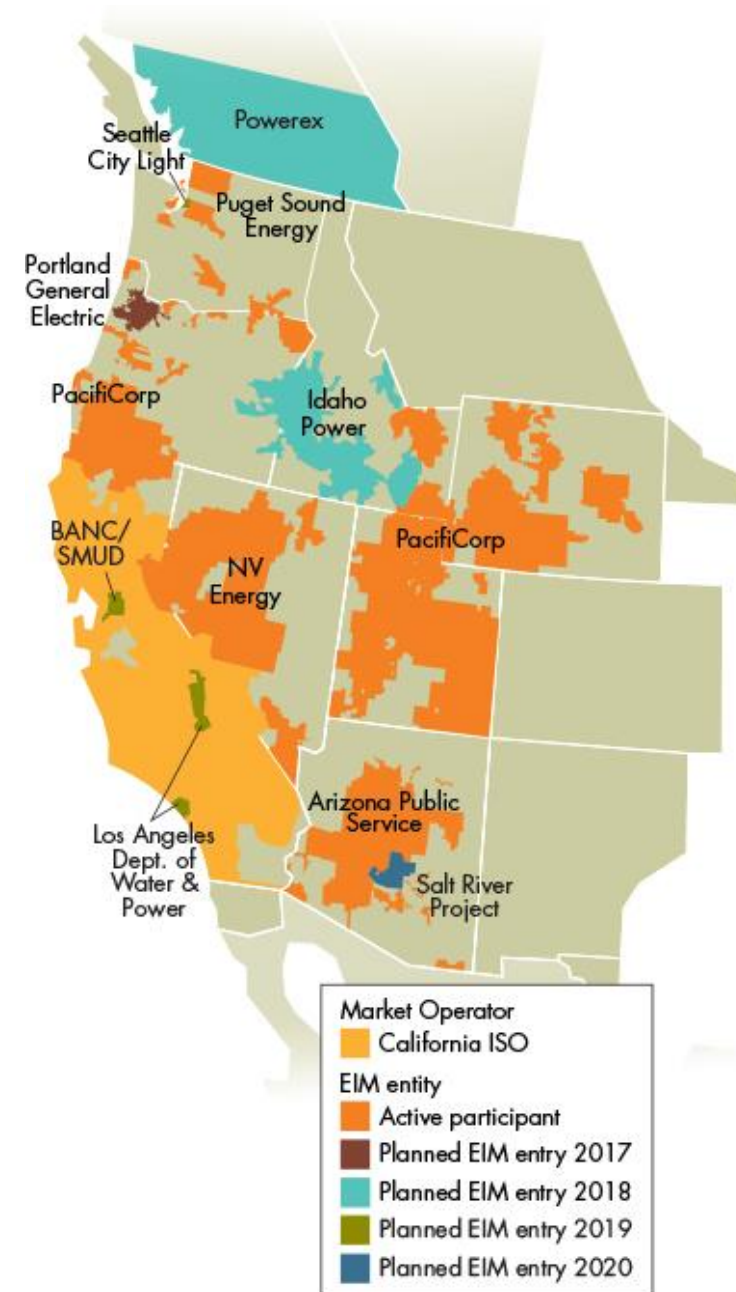 Powerex
Seattle
City Light
Puget Sound
Energy
Portland
General
Electric
PacifiCorp
Idaho
Power
BANC/
SMUD
NV
Energy
PacifiCorp
Arizona Public
Service
Los Angeles
Dept. of
Water &
Power
Salt River
Project
Market Operator
California ISO
EIM entity
Active participant
Planned EIM entry 2017
Planned EIM entry 2018
Planned EIM entry 2019
Planned EIM entry 2020